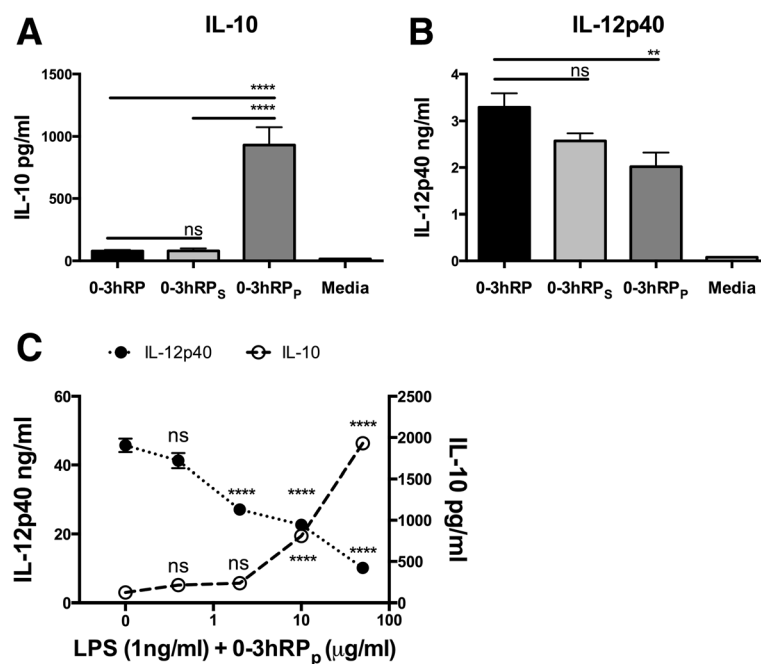 A
IL-10
IL-10 pg/ml
1500
1000
500
0
****
****
ns
0-3hRP
0-3hRPS
0-3hRPP
Media
B
IL-12p40
IL-12p40 ng/ml
4
3
2
1
0
**
ns
0-3hRP
0-3hRPS
0-3hRPP
Media
C
IL-12p40
IL-10
IL-12p40 ng/ml
60
40
20
0
ns
****
****
****
ns
ns
****
****
2500
2000
1500
1000
500
0
IL-10 pg/ml
0
1
10
100
LPS (1ng/ml) + 0-3hRPp (μg/ml)